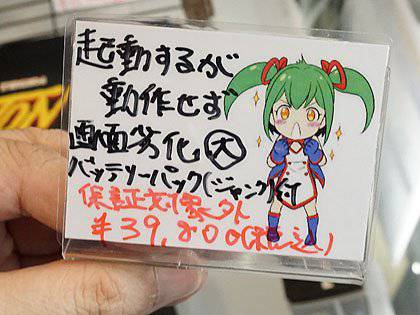 起動するが
動作せず
画面劣化大
バッテリーパック(ジャンク)付
保証対象外
¥39,800(税込)